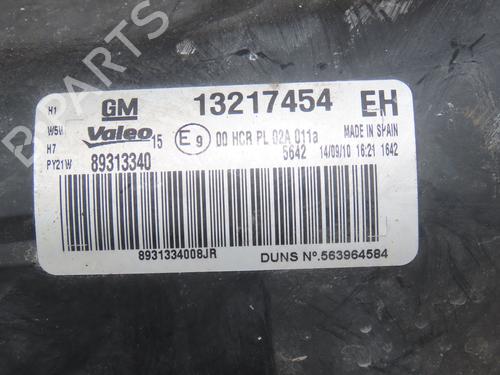 H1 GM 13217454 EH
W5W Valeo 15 E9 00 HCR PL 02A 011a MADE IN SPAIN
H7 5642 14/09/10 16:21 1642
PY21W 89313340
8931334008JR DUNS Nº.563964584
B PARTS